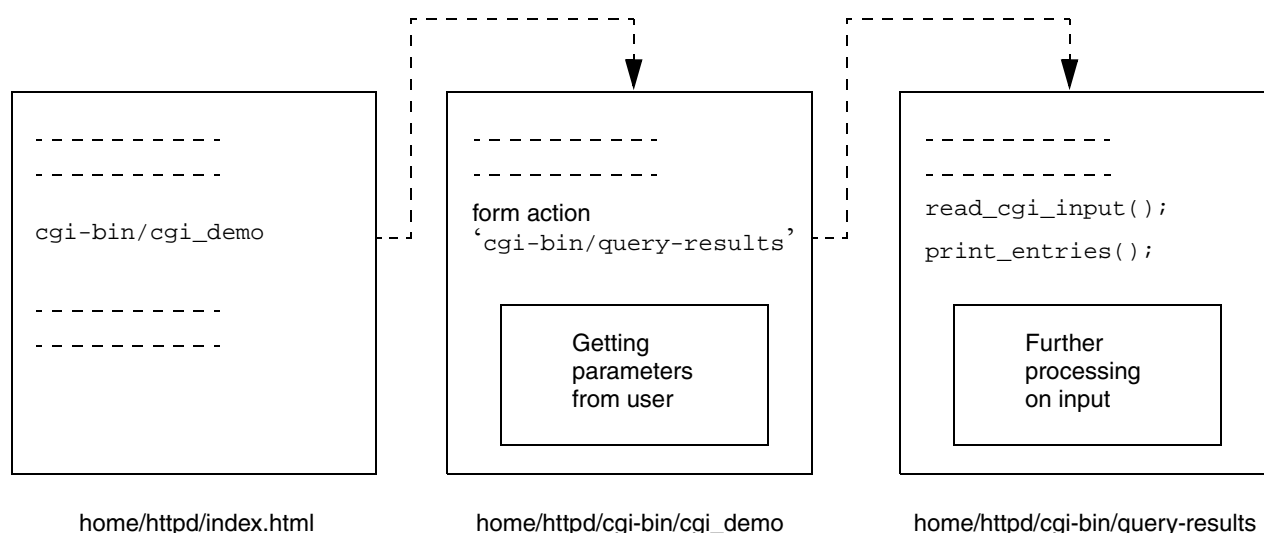 cgi-bin/cgi_demo
form action
‘cgi-bin/query-results’
Getting
parameters
from user
read_cgi_input();
print_entries();
Further
processing
on input
home/httpd/index.html
home/httpd/cgi-bin/cgi_demo
home/httpd/cgi-bin/query-results